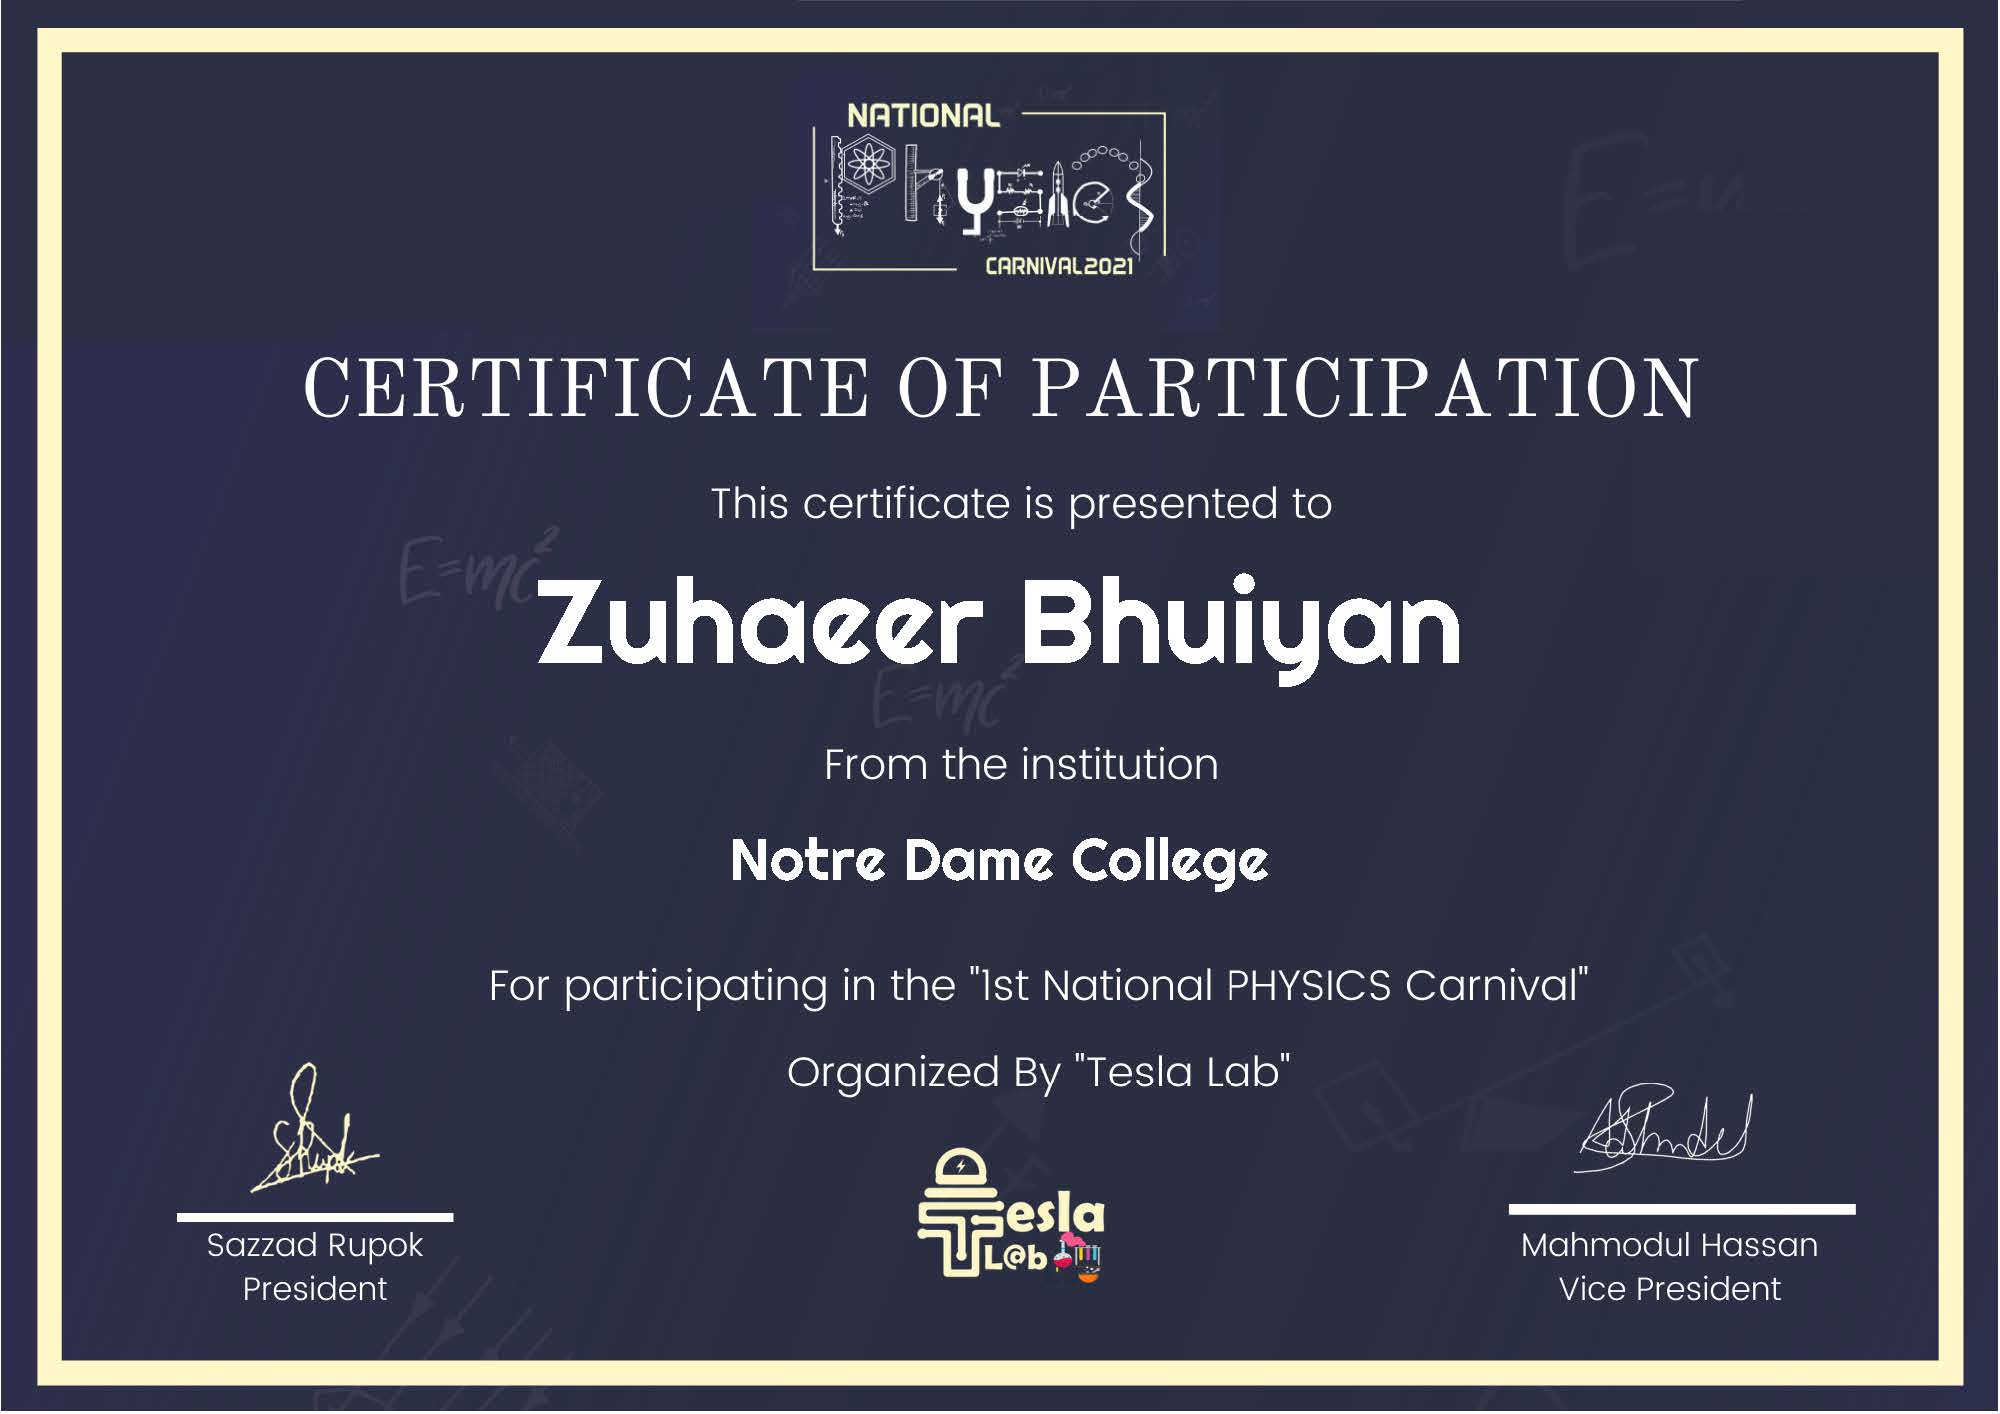 NATIONAL
Physics
CARNIVAL2021
CERTIFICATE OF PARTICIPATION
This certificate is presented to
E=mc²
Zuhaeer Bhuiyan
E=mc²
From the institution
Notre Dame College
For participating in the "1st National PHYSICS Carnival"
Organized By "Tesla Lab"
Tesla
L@b
Sazzad Rupok
President
Mahmodul Hassan
Vice President